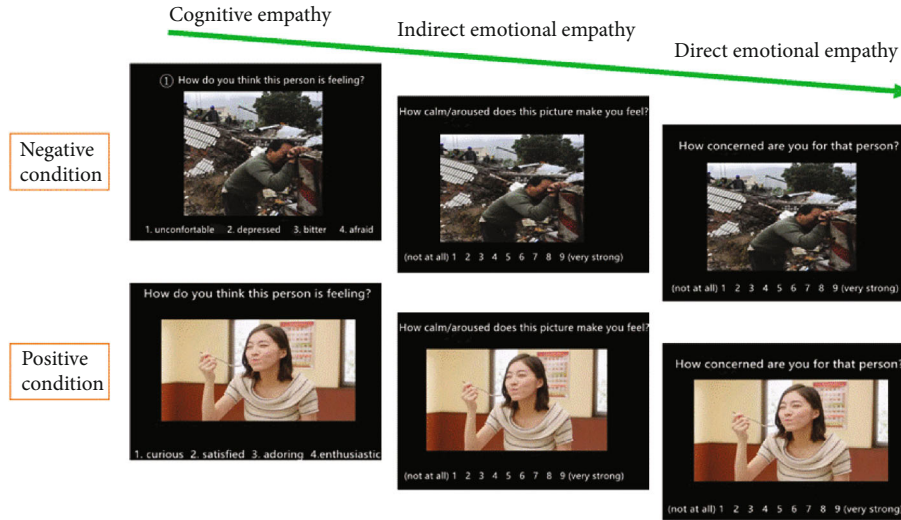 Cognitive empathy
Indirect emotional empathy
Direct emotional empathy
Negative
condition
① How do you think this person is feeling?
1. unconfortable 2. depressed 3. bitter 4. afraid
How calm/aroused does this picture make you feel?
(not at all) 1 2 3 4 5 6 7 8 9 (very strong)
How concerned are you for that person?
(not at all) 1 2 3 4 5 6 7 8 9 (very strong)
Positive
condition
How do you think this person is feeling?
1. curious 2. satisfied 3. adoring 4.enthusiastic
How calm/aroused does this picture make you feel?
(not at all) 1 2 3 4 5 6 7 8 9 (very strong)
How concerned are you for that person?
(not at all) 1 2 3 4 5 6 7 8 9 (very strong)